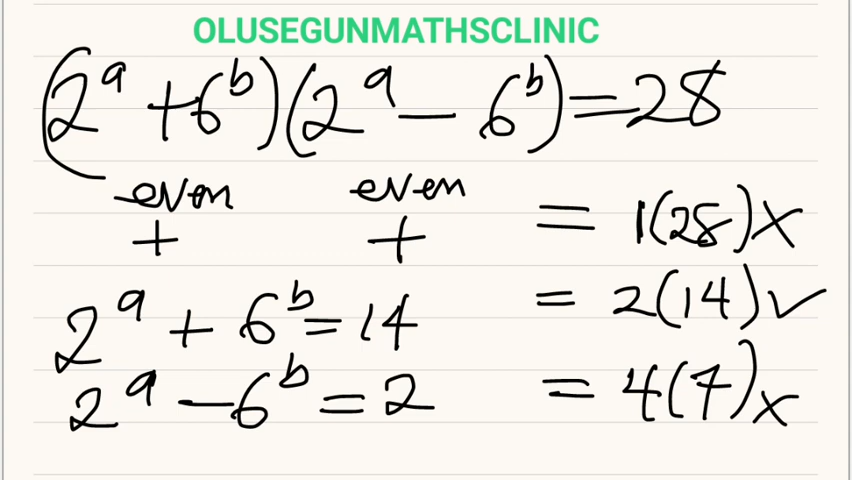 OLUSEGUNMATHSCLINIC
(2^a + 6^b)(2^a - 6^b) = 28
even even = 1(28) x
+ +
2^a + 6^b = 14 = 2(14) ✓
2^a - 6^b = 2 = 4(7) x